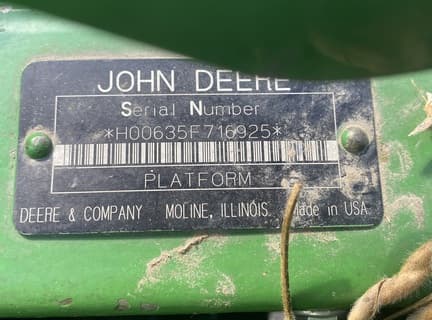 JOHN DEERE
Serial Number
*H00635F716925*
PLATFORM
DEERE & COMPANY MOLINE, ILLINOIS. Made in USA